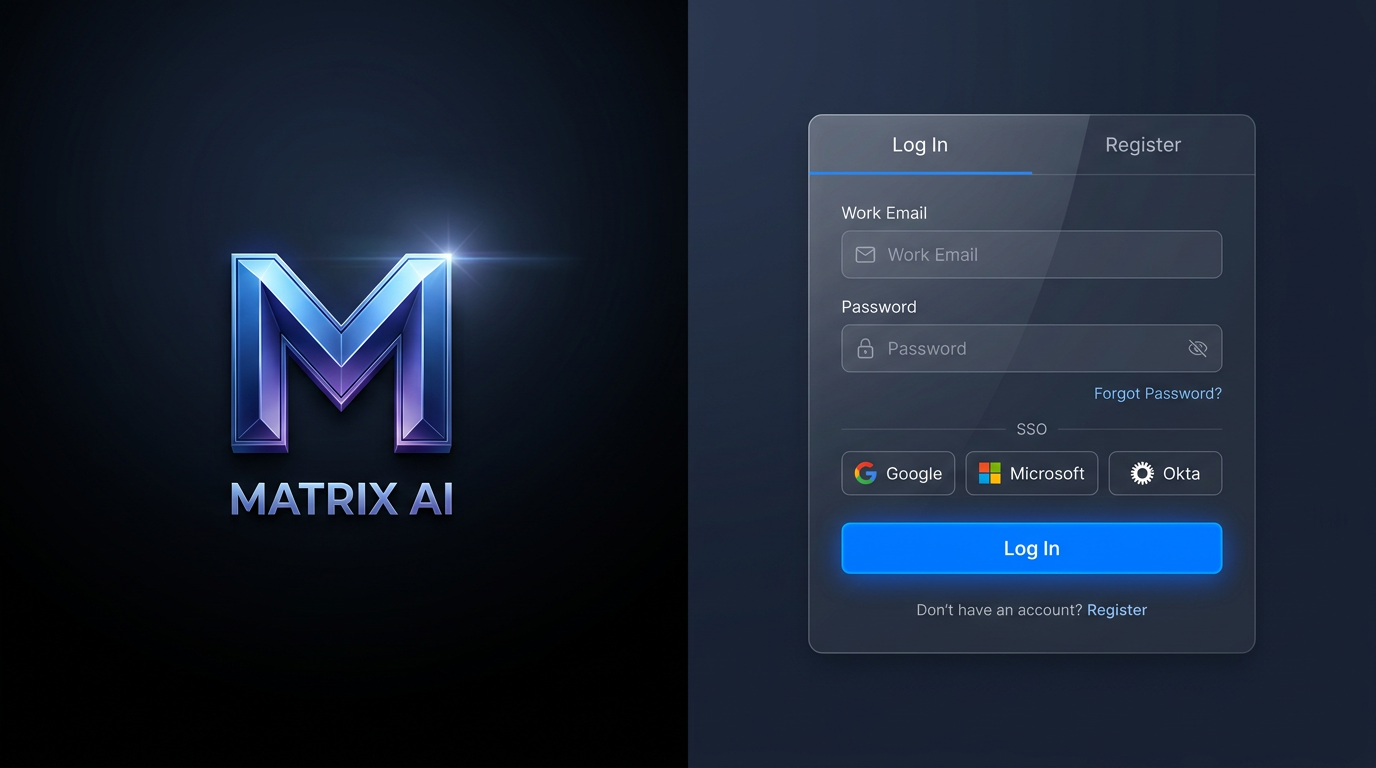 MATRIX AI
Log In
Register
Work Email
Work Email
Password
Password
Forgot Password?
SSO
Google
Microsoft
Okta
Log In
Don't have an account? Register